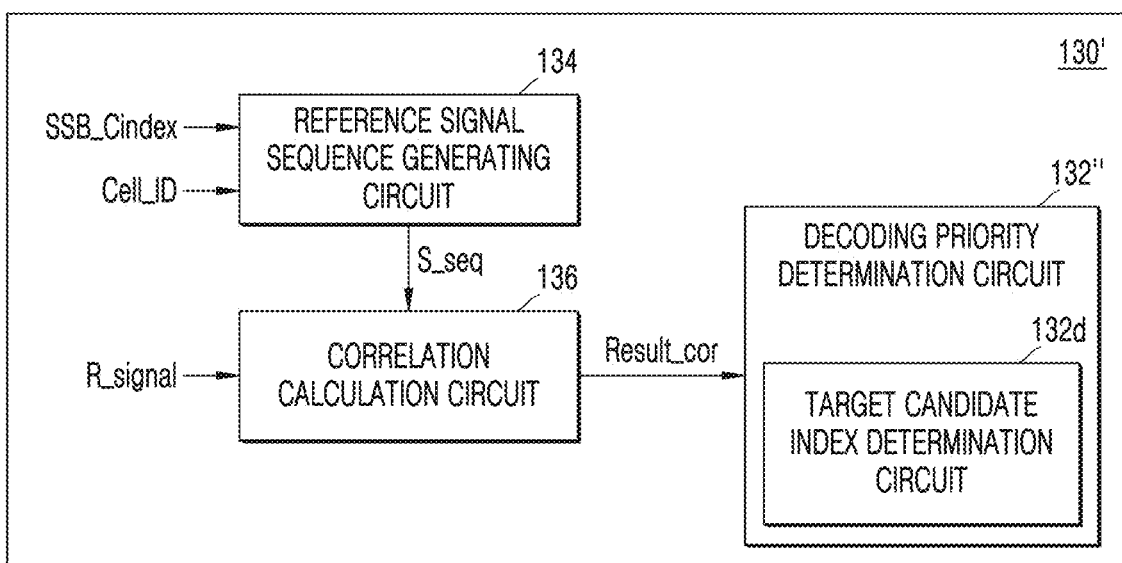 130'
134
SSB_Cindex
Cell_ID
REFERENCE SIGNAL
SEQUENCE GENERATING
CIRCUIT
S_seq
136
R_signal
CORRELATION
CALCULATION CIRCUIT
Result_cor
132"
DECODING PRIORITY
DETERMINATION CIRCUIT
132d
TARGET CANDIDATE
INDEX DETERMINATION
CIRCUIT